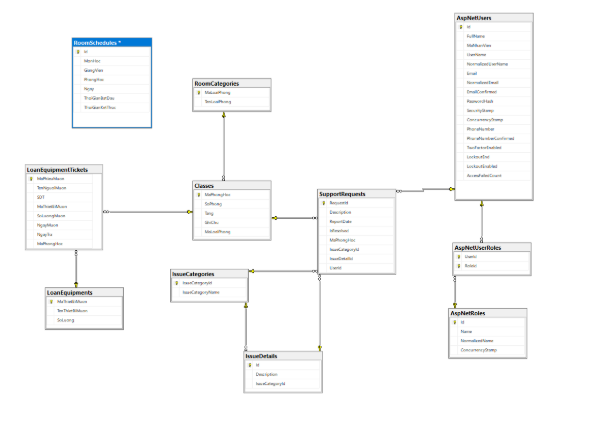 RoomSchedules *
Id
MonHoc
GiangVien
PhongHoc
Ngay
ThoiGianBatDau
ThoiGianKetThuc
RoomCategories
MaLoaiPhong
TenLoaiPhong
AspNetUsers
Id
FullName
MaNhanVien
UserName
NormalizedUserName
Email
NormalizedEmail
EmailConfirmed
PasswordHash
SecurityStamp
ConcurrencyStamp
PhoneNumber
PhoneNumberConfirmed
TwoFactorEnabled
LockoutEnd
LockoutEnabled
AccessFailedCount
LoanEquipmentTickets
MaPhieuMuon
TenNguoiMuon
SDT
MaThietBiMuon
SoLuongMuon
NgayMuon
NgayTra
MaPhongHoc
Classes
MaPhongHoc
SoPhong
Tang
GhiChu
MaLoaiPhong
SupportRequests
RequestId
Description
ReportDate
IsResolved
MaPhongHoc
IssueCategoryId
IssueDetailId
UserId
AspNetUserRoles
UserId
RoleId
IssueCategories
IssueCategoryId
IssueCategoryName
LoanEquipments
MaThietBiMuon
TenThietBiMuon
SoLuong
AspNetRoles
Id
Name
NormalizedName
ConcurrencyStamp
IssueDetails
Id
Description
IssueCategoryId